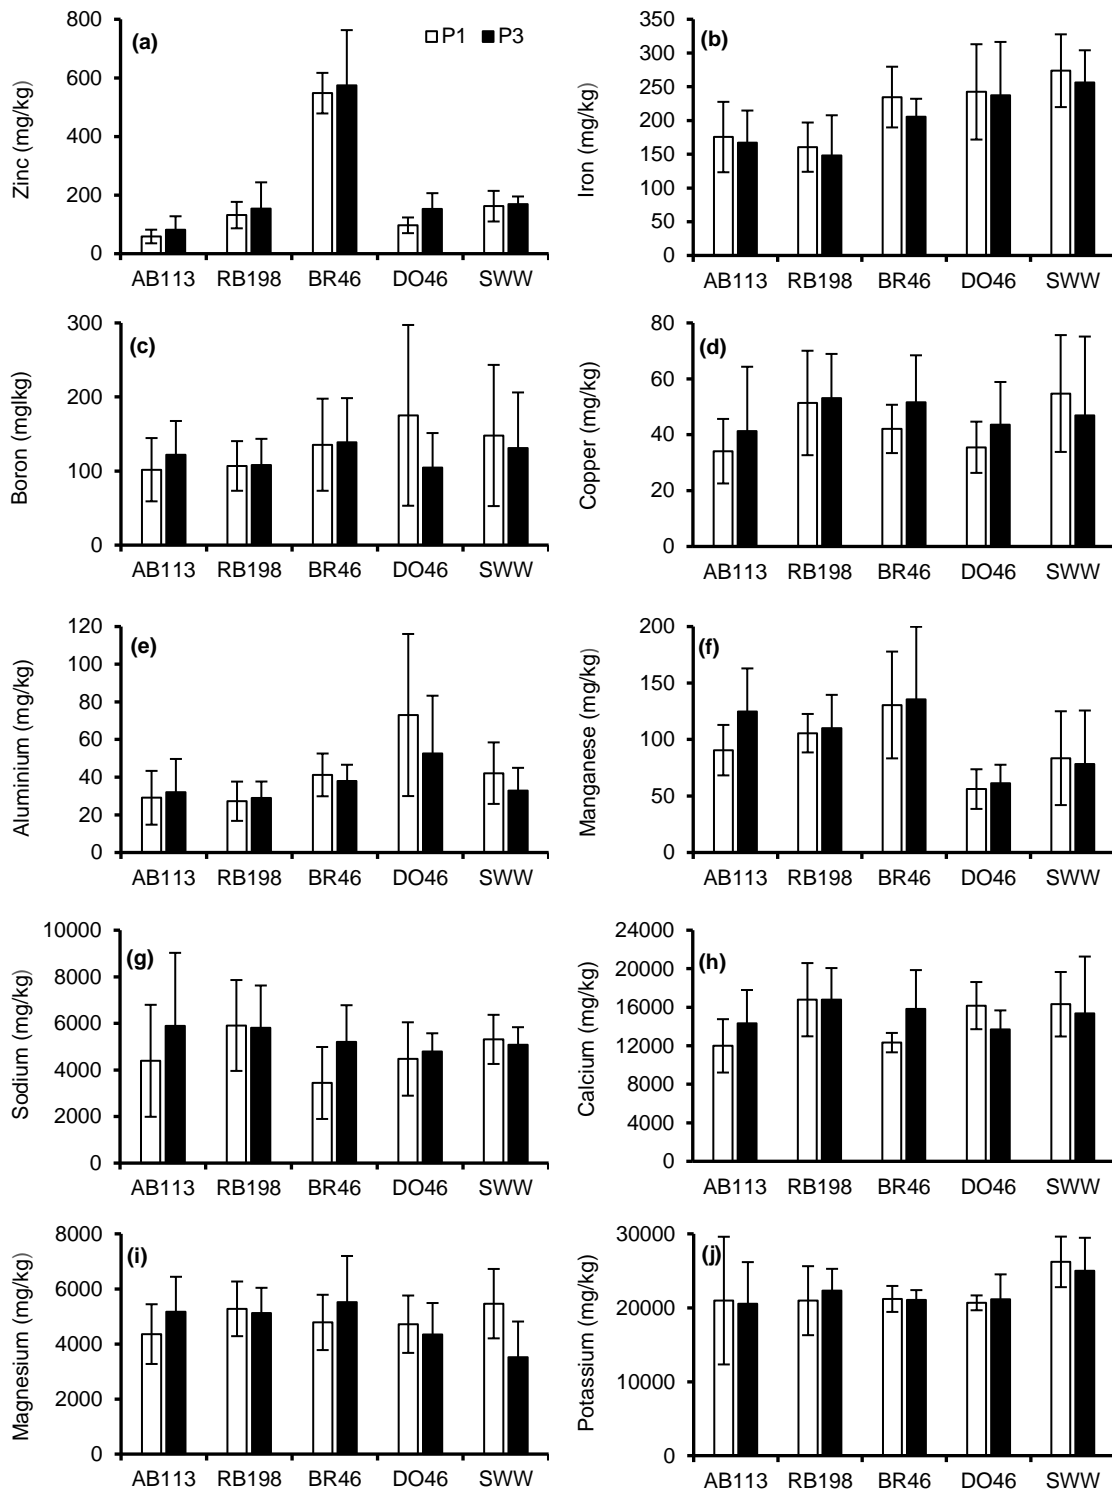 (a)
P1 P3
Zinc (mg/kg)
800
600
400
200
0
AB113 RB198 BR46 DO46 SWW
(b)
Iron (mg/kg)
350
300
250
200
150
100
50
0
AB113 RB198 BR46 DO46 SWW
(c)
Boron (mglkg)
300
200
100
0
AB113 RB198 BR46 DO46 SWW
(d)
Copper (mg/kg)
80
60
40
20
0
AB113 RB198 BR46 DO46 SWW
(e)
Aluminium (mg/kg)
120
100
80
60
40
20
0
AB113 RB198 BR46 DO46 SWW
(f)
Manganese (mg/kg)
200
150
100
50
0
AB113 RB198 BR46 DO46 SWW
(g)
Sodium (mg/kg)
10000
8000
6000
4000
2000
0
AB113 RB198 BR46 DO46 SWW
(h)
Calcium (mg/kg)
24000
20000
16000
12000
8000
4000
0
AB113 RB198 BR46 DO46 SWW
(i)
Magnesium (mg/kg)
8000
6000
4000
2000
0
AB113 RB198 BR46 DO46 SWW
(j)
Potassium (mg/kg)
30000
20000
10000
0
AB113 RB198 BR46 DO46 SWW